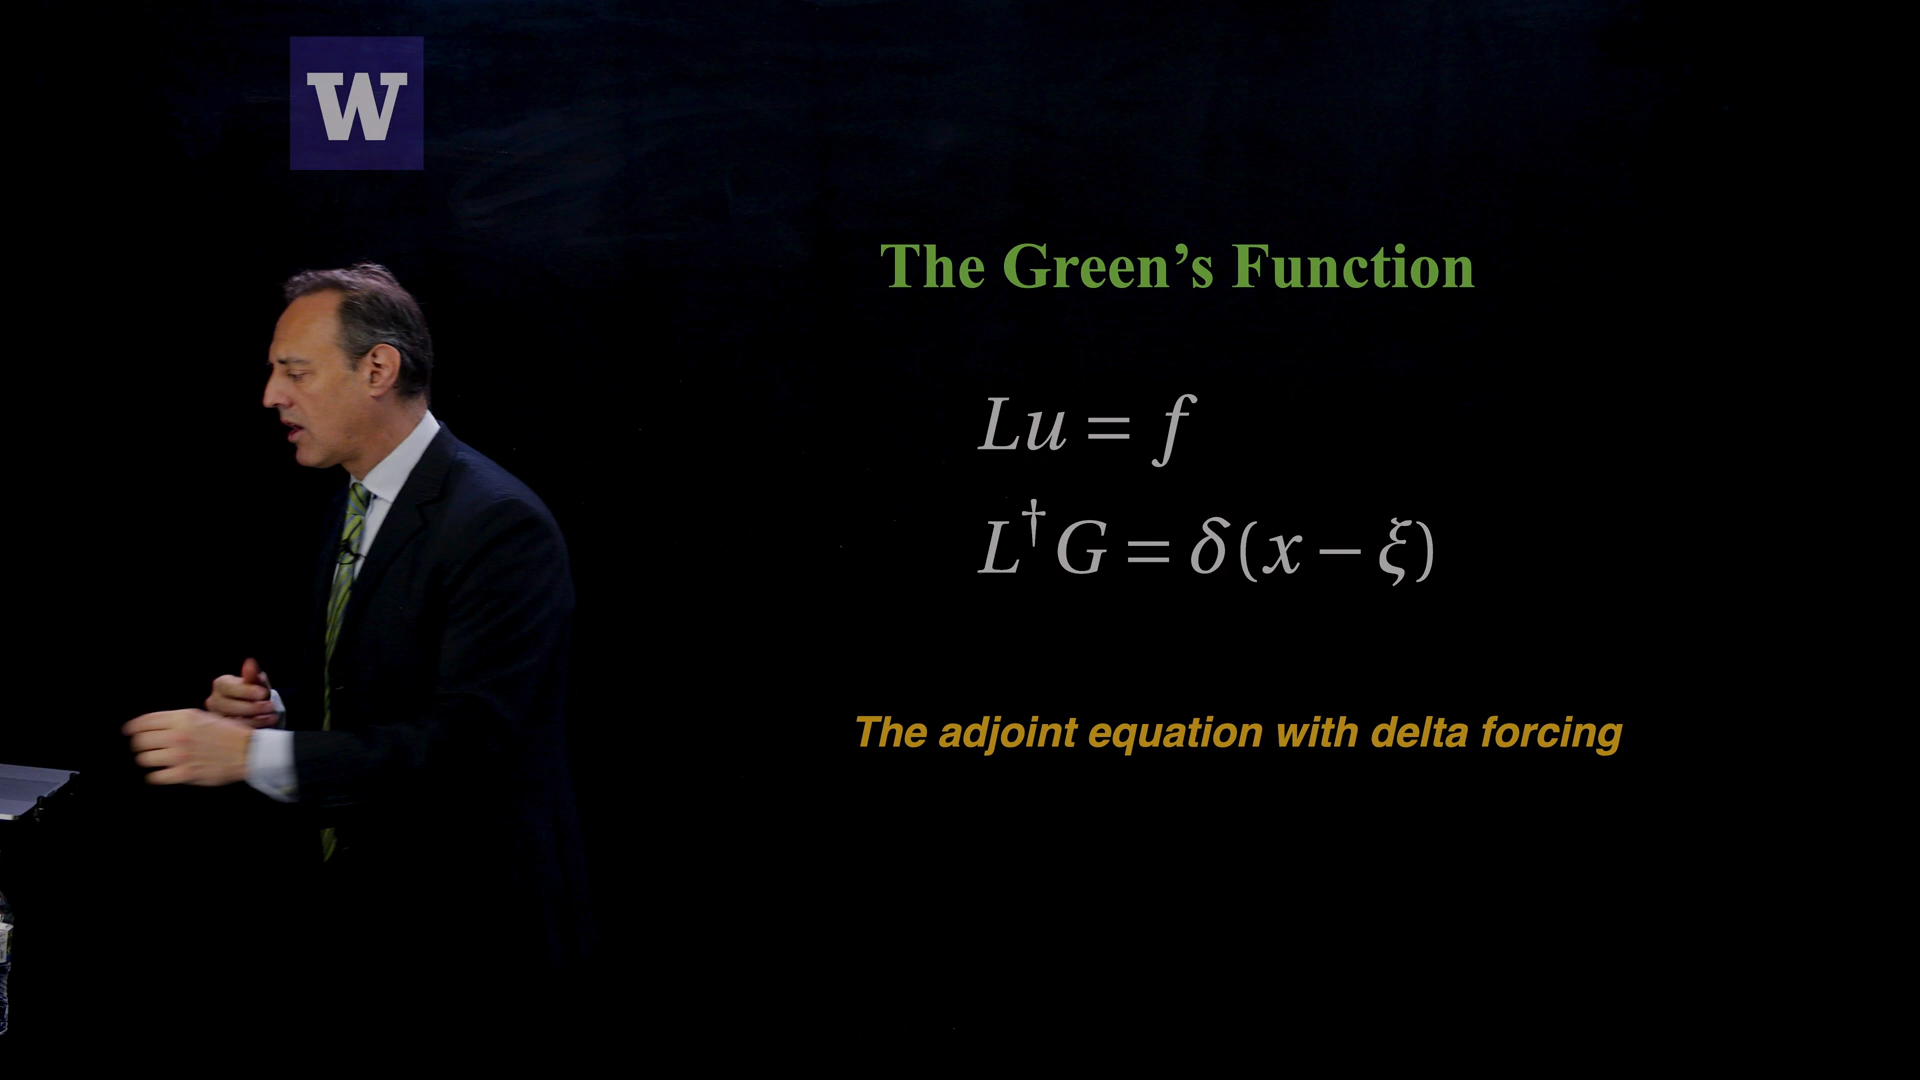 W
The Green’s Function
Lu = f
L†G = δ(x − ξ)
The adjoint equation with delta forcing